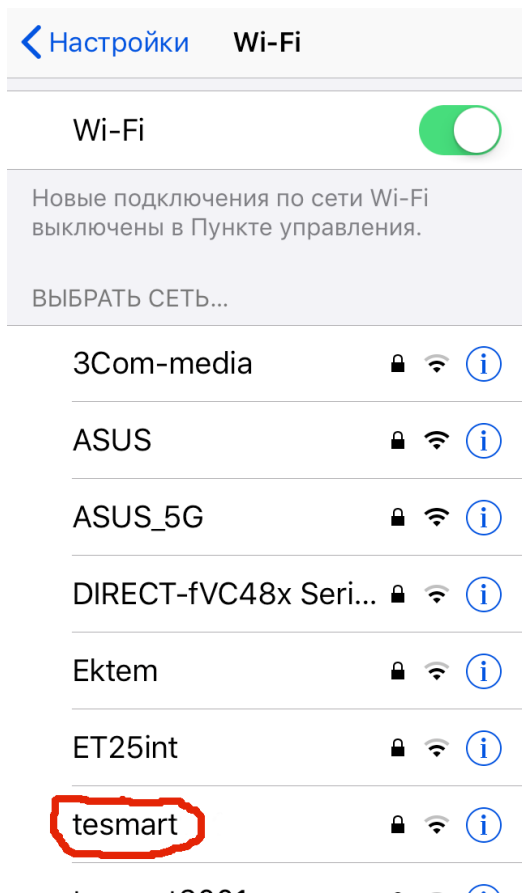 Настройки Wi-Fi
Wi-Fi
Новые подключения по сети Wi-Fi
выключены в Пункте управления.
ВЫБРАТЬ СЕТЬ...
3Com-media
ASUS
ASUS_5G
DIRECT-fVC48x Seri...
Ektem
ET25int
tesmart